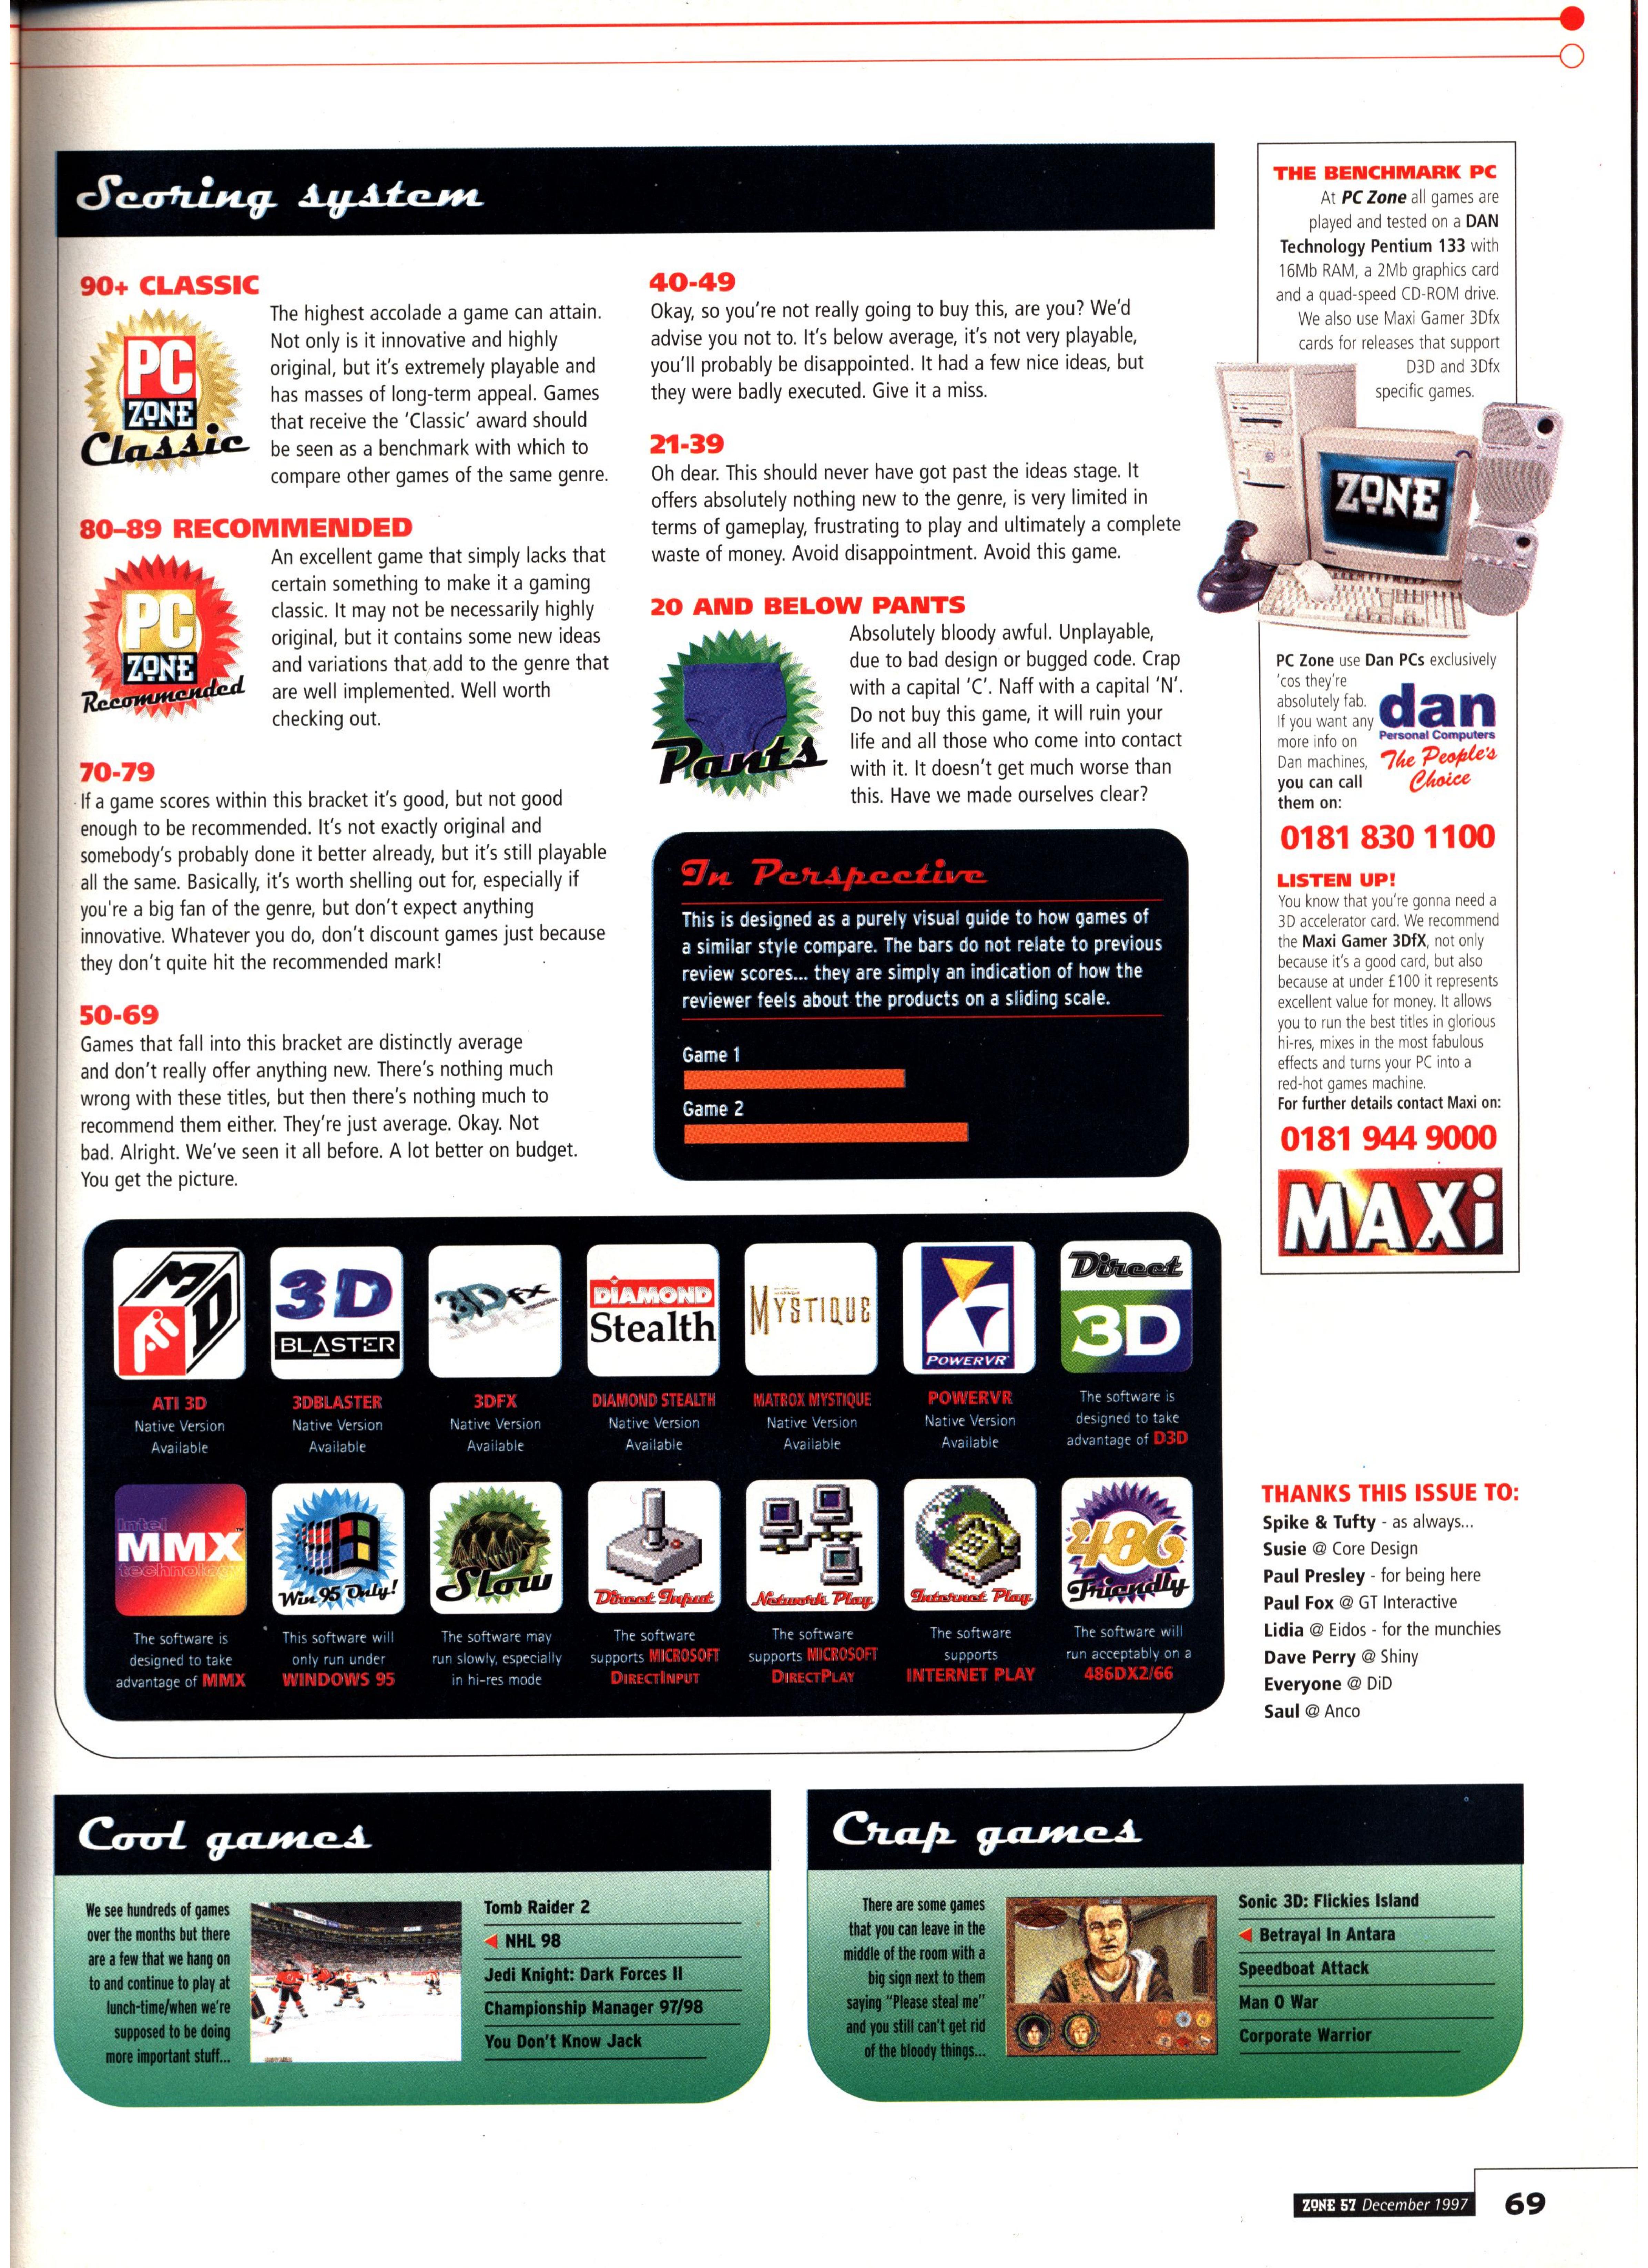 Scoring system
90+ CLASSIC
PC
ZONE
Classic
The highest accolade a game can attain.
Not only is it innovative and highly
original, but it's extremely playable and
has masses of long-term appeal. Games
that receive the 'Classic' award should
be seen as a benchmark with which to
compare other games of the same genre.
80–89 RECOMMENDED
PC
ZONE
Recommended
An excellent game that simply lacks that
certain something to make it a gaming
classic. It may not be necessarily highly
original, but it contains some new ideas
and variations that add to the genre that
are well implemented. Well worth
checking out.
70-79
If a game scores within this bracket it's good, but not good
enough to be recommended. It's not exactly original and
somebody's probably done it better already, but it's still playable
all the same. Basically, it's worth shelling out for, especially if
you're a big fan of the genre, but don't expect anything
innovative. Whatever you do, don't discount games just because
they don't quite hit the recommended mark!
50-69
Games that fall into this bracket are distinctly average
and don't really offer anything new. There's nothing much
wrong with these titles, but then there's nothing much to
recommend them either. They're just average. Okay. Not
bad. Alright. We've seen it all before. A lot better on budget.
You get the picture.
40-49
Okay, so you're not really going to buy this, are you? We'd
advise you not to. It's below average, it's not very playable,
you'll probably be disappointed. It had a few nice ideas, but
they were badly executed. Give it a miss.
21-39
Oh dear. This should never have got past the ideas stage. It
offers absolutely nothing new to the genre, is very limited in
terms of gameplay, frustrating to play and ultimately a complete
waste of money. Avoid disappointment. Avoid this game.
20 AND BELOW PANTS
Pants
Absolutely bloody awful. Unplayable,
due to bad design or bugged code. Crap
with a capital 'C'. Naff with a capital 'N'.
Do not buy this game, it will ruin your
life and all those who come into contact
with it. It doesn't get much worse than
this. Have we made ourselves clear?
In Perspective
This is designed as a purely visual guide to how games of
a similar style compare. The bars do not relate to previous
review scores... they are simply an indication of how the
reviewer feels about the products on a sliding scale.
Game 1
Game 2
THE BENCHMARK PC
At PC Zone all games are
played and tested on a DAN
Technology Pentium 133 with
16Mb RAM, a 2Mb graphics card
and a quad-speed CD-ROM drive.
We also use Maxi Gamer 3Dfx
cards for releases that support
D3D and 3Dfx
specific games.
ZONE
PC Zone use Dan PCs exclusively
'cos they're
absolutely fab.
If you want any
more info on
Dan machines,
you can call
them on:
dan
Personal Computers
The People's
Choice
0181 830 1100
LISTEN UP!
You know that you're gonna need a
3D accelerator card. We recommend
the Maxi Gamer 3DfX, not only
because it's a good card, but also
because at under £100 it represents
excellent value for money. It allows
you to run the best titles in glorious
hi-res, mixes in the most fabulous
effects and turns your PC into a
red-hot games machine.
For further details contact Maxi on:
0181 944 9000
MAXi
ATi 3D
3D
BLASTER
3Dfx
DIAMOND
Stealth
MYSTIQUE
POWERVR
Direct
3D
ATI 3D
Native Version
Available
3DBLASTER
Native Version
Available
3DFX
Native Version
Available
DIAMOND STEALTH
Native Version
Available
MATROX MYSTIQUE
Native Version
Available
POWERVR
Native Version
Available
The software is
designed to take
advantage of D3D
Intel
MMX™
technology
Win 95 Only!
Slow
Direct Input
Network Play
Internet Play
486
Friendly
The software is
designed to take
advantage of MMX
This software will
only run under
WINDOWS 95
The software may
run slowly, especially
in hi-res mode
The software
supports MICROSOFT
DIRECTINPUT
The software
supports MICROSOFT
DIRECTPLAY
The software
supports
INTERNET PLAY
The software will
run acceptably on a
486DX2/66
THANKS THIS ISSUE TO:
Spike & Tufty - as always...
Susie @ Core Design
Paul Presley - for being here
Paul Fox @ GT Interactive
Lidia @ Eidos - for the munchies
Dave Perry @ Shiny
Everyone @ DiD
Saul @ Anco
Cool games
We see hundreds of games
over the months but there
are a few that we hang on
to and continue to play at
lunch-time/when we're
supposed to be doing
more important stuff...
Tomb Raider 2
NHL 98
Jedi Knight: Dark Forces II
Championship Manager 97/98
You Don't Know Jack
Crap games
There are some games
that you can leave in the
middle of the room with a
big sign next to them
saying "Please steal me"
and you still can't get rid
of the bloody things...
Sonic 3D: Flickies Island
Betrayal In Antara
Speedboat Attack
Man O War
Corporate Warrior
ZONE 57 December 1997
69